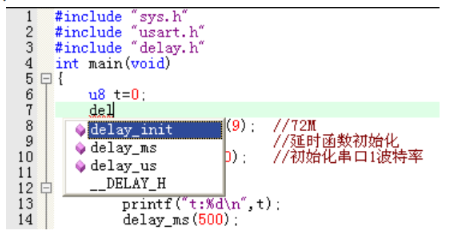 1 #include "sys.h"
2 #include "usart.h"
3 #include "delay.h"
4 int main(void)
5 {
6 u8 t=0;
7 del
8 delay_init (9); //72M
9 //延时函数初始化
10 delay_ms 0); //初始化串口1波特率
11 delay_us
12 __DELAY_H
13 printf("t:%d\n",t);
14 delay_ms(500);